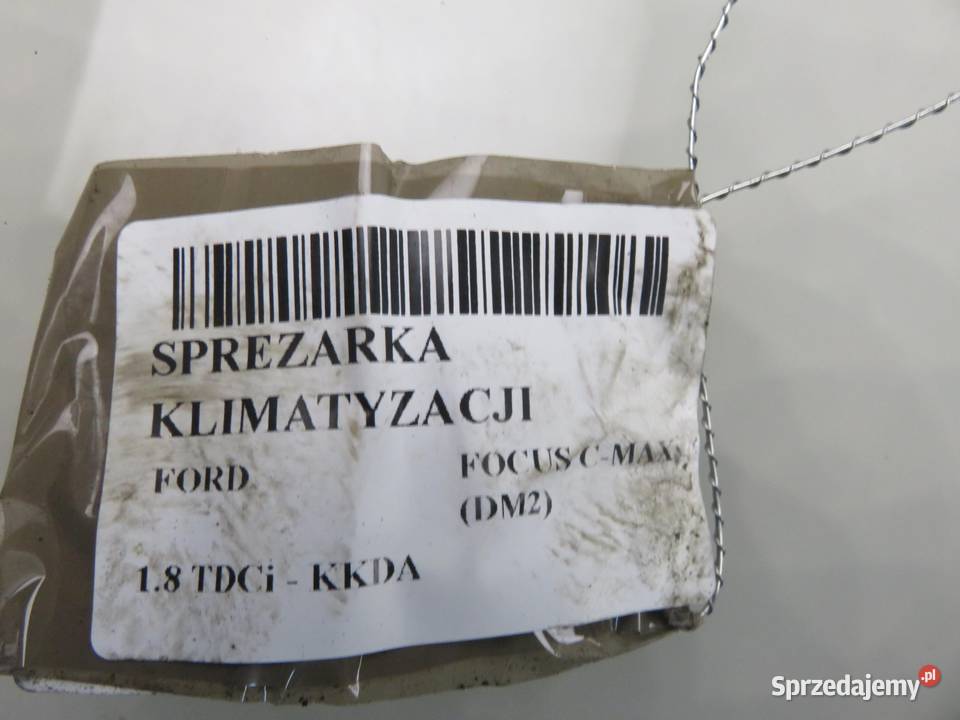 SPREZARKA
KLIMATYZACJI
FORD
FOCUS C-MAX
(DM2)
1.8 TDCi - KKDA
Sprzedajemy.pl